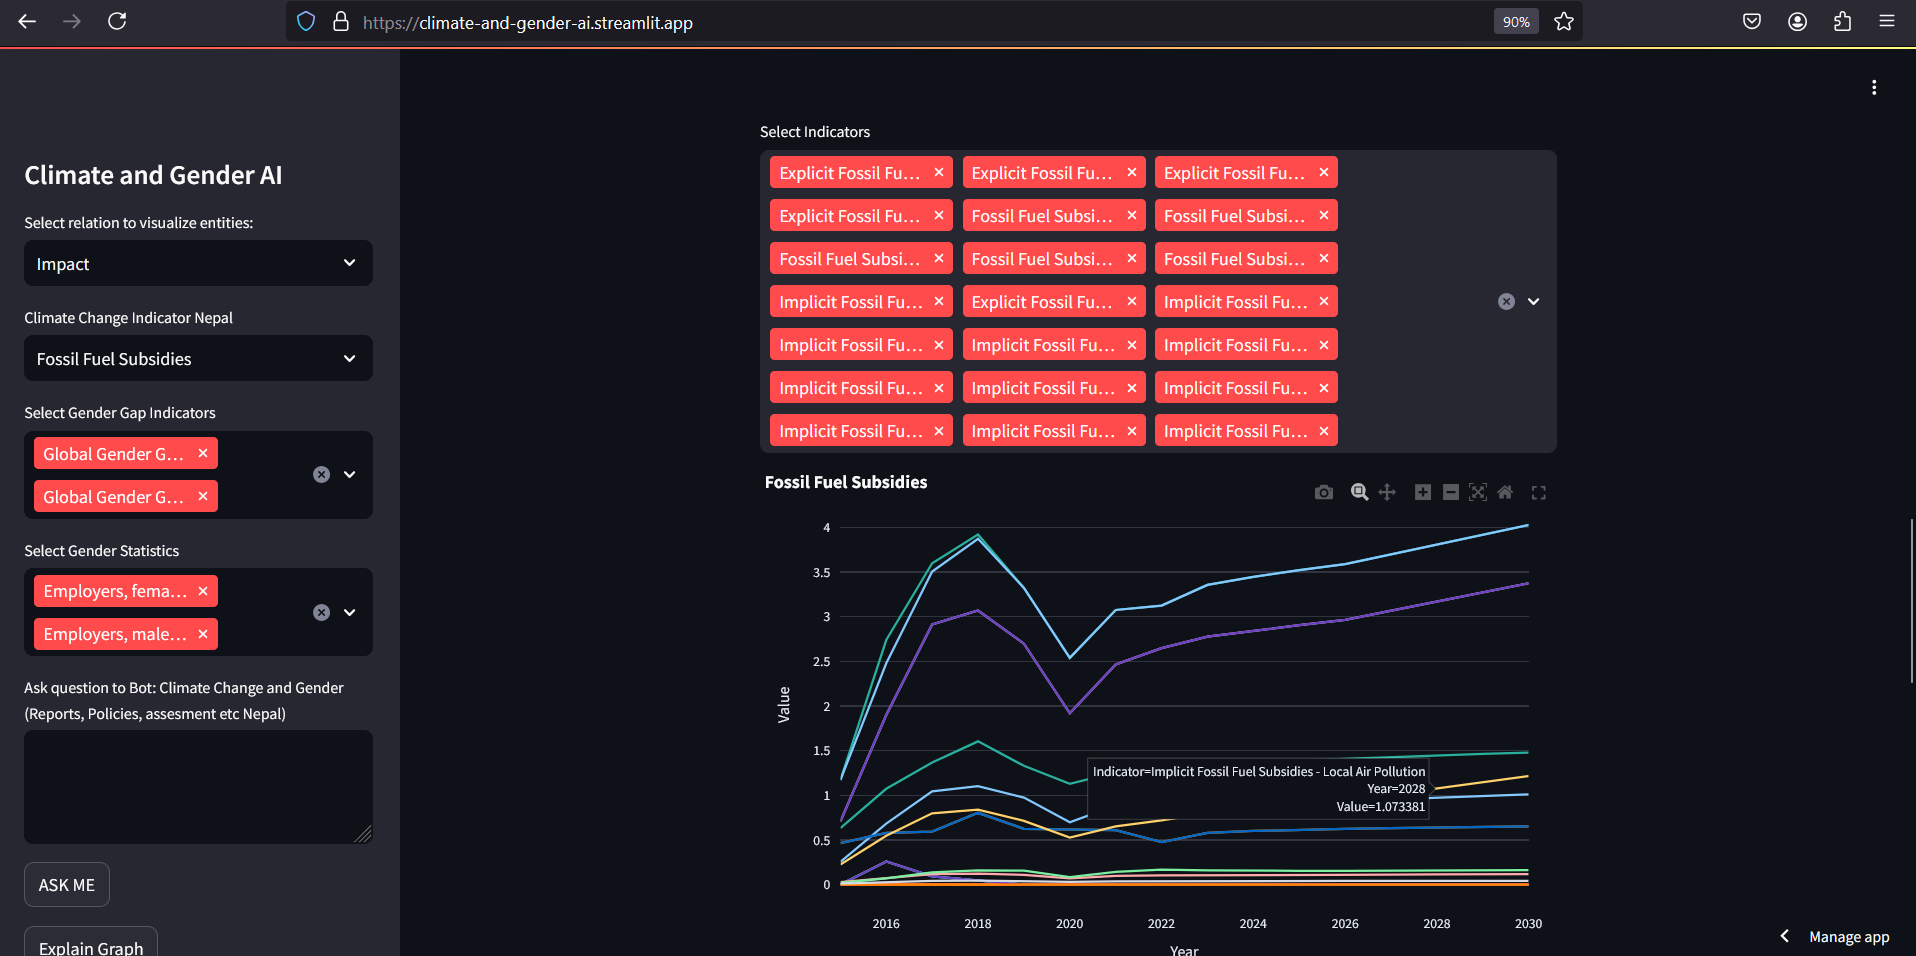 https://climate-and-gender-ai.streamlit.app
90%
Climate and Gender AI
Select relation to visualize entities:
Impact
Climate Change Indicator Nepal
Fossil Fuel Subsidies
Select Gender Gap Indicators
Global Gender G...
Global Gender G...
Select Gender Statistics
Employers, fema...
Employers, male...
Ask question to Bot: Climate Change and Gender
(Reports, Policies, assesment etc Nepal)
ASK ME
Explain Graph
Select Indicators
Explicit Fossil Fu... Explicit Fossil Fu... Explicit Fossil Fu...
Explicit Fossil Fu... Fossil Fuel Subsi... Fossil Fuel Subsi...
Fossil Fuel Subsi... Fossil Fuel Subsi... Fossil Fuel Subsi...
Implicit Fossil Fu... Explicit Fossil Fu... Implicit Fossil Fu...
Implicit Fossil Fu... Implicit Fossil Fu... Implicit Fossil Fu...
Implicit Fossil Fu... Implicit Fossil Fu... Implicit Fossil Fu...
Implicit Fossil Fu... Implicit Fossil Fu... Implicit Fossil Fu...
Fossil Fuel Subsidies
4
3.5
3
2.5
2
1.5
1
0.5
0
Value
Indicator=Implicit Fossil Fuel Subsidies - Local Air Pollution
Year=2028
Value=1.073381
2016 2018 2020 2022 2024 2026 2028 2030
Year
Manage app